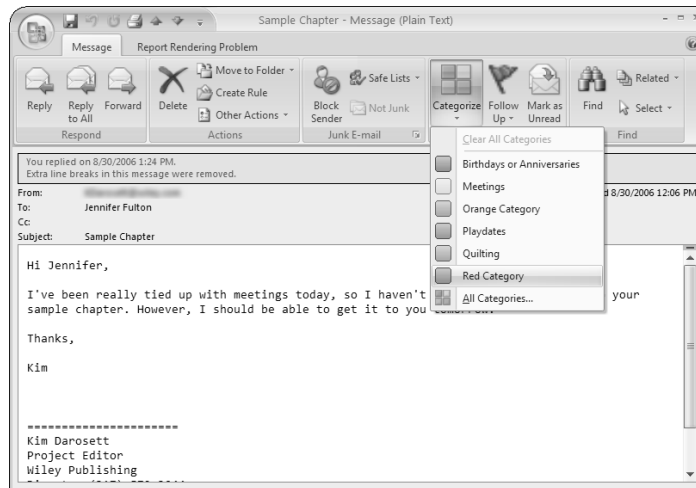 Sample Chapter - Message (Plain Text)
Message Report Rendering Problem
Reply Reply to All Forward Delete Move to Folder Create Rule Other Actions Block Sender Safe Lists Not Junk Categorize Follow Up Mark as Unread Find Related Select
Respond Actions Junk E-mail Find
Clear All Categories
Birthdays or Anniversaries
Meetings
Orange Category
Playdates
Quilting
Red Category
All Categories...
You replied on 8/30/2006 1:24 PM.
Extra line breaks in this message were removed.
From:
8/30/2006 12:06 PM
To: Jennifer Fulton
Cc:
Subject: Sample Chapter
Hi Jennifer,
I've been really tied up with meetings today, so I haven't your
sample chapter. However, I should be able to get it to you tomorrow.
Thanks,
Kim
=======================
Kim Darosett
Project Editor
Wiley Publishing